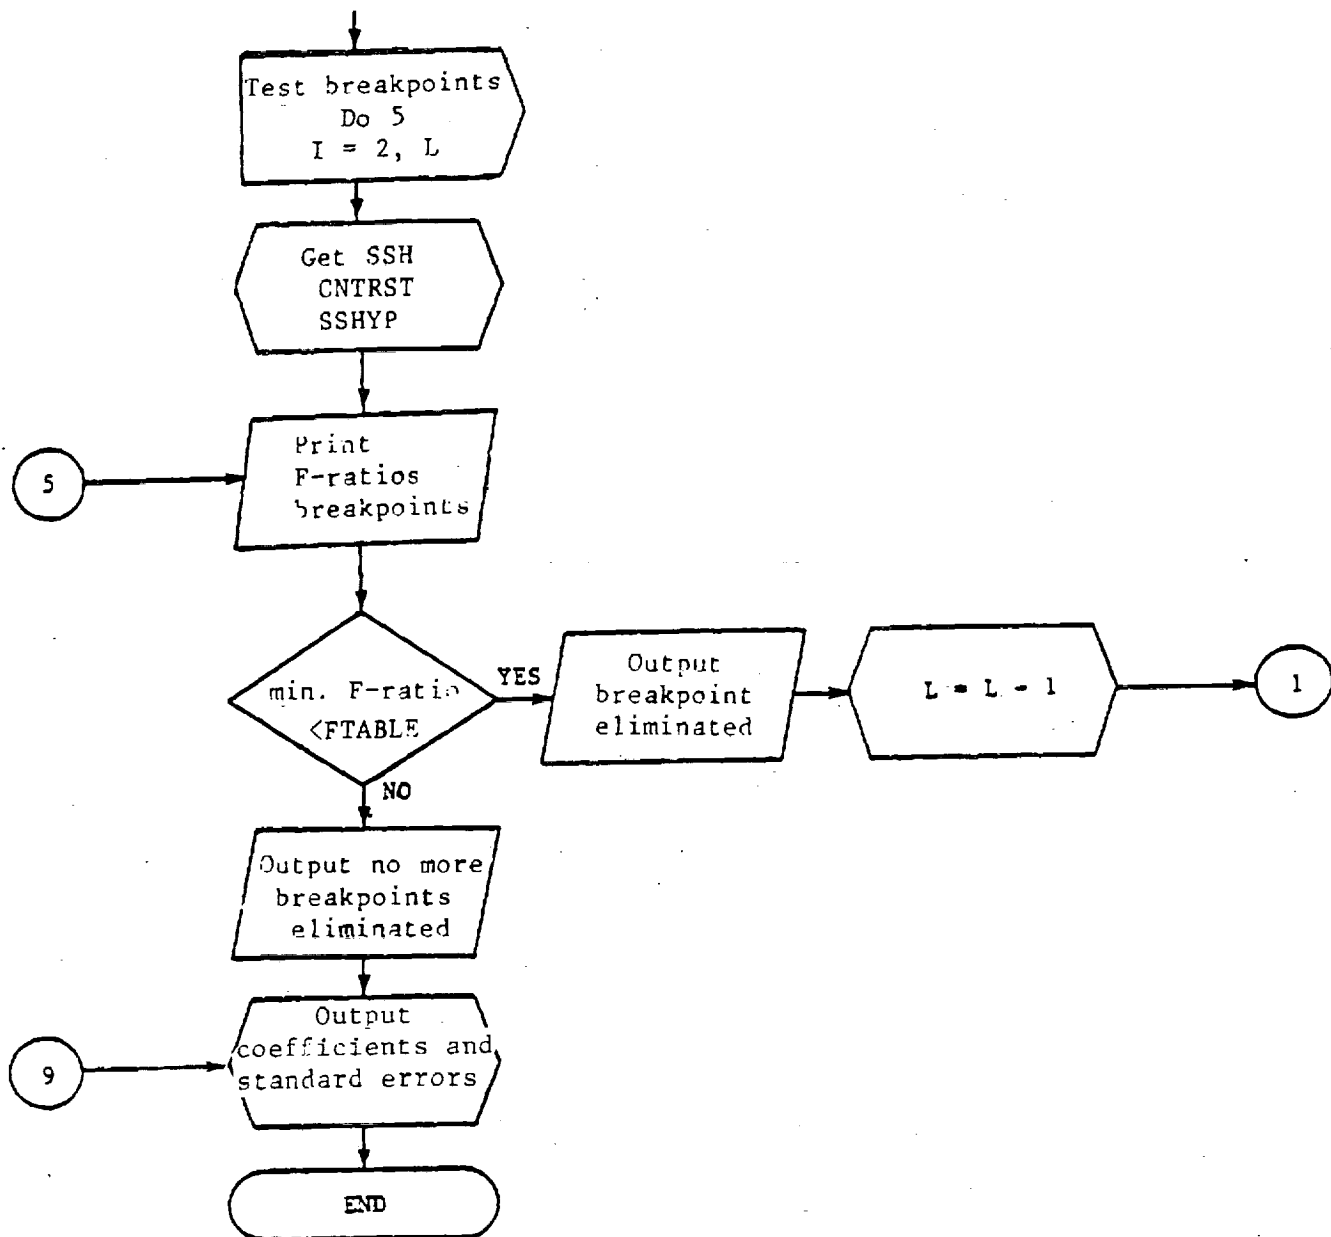 Test breakpoints
Do 5
I = 2, L
Get SSH
CNTRST
SSHYP
5
Print
F-ratios
breakpoints
min. F-ratio
<FTABLE
YES
Output
breakpoint
eliminated
L = L - 1
1
NO
Output no more
breakpoints
eliminated
9
Output
coefficients and
standard errors
END